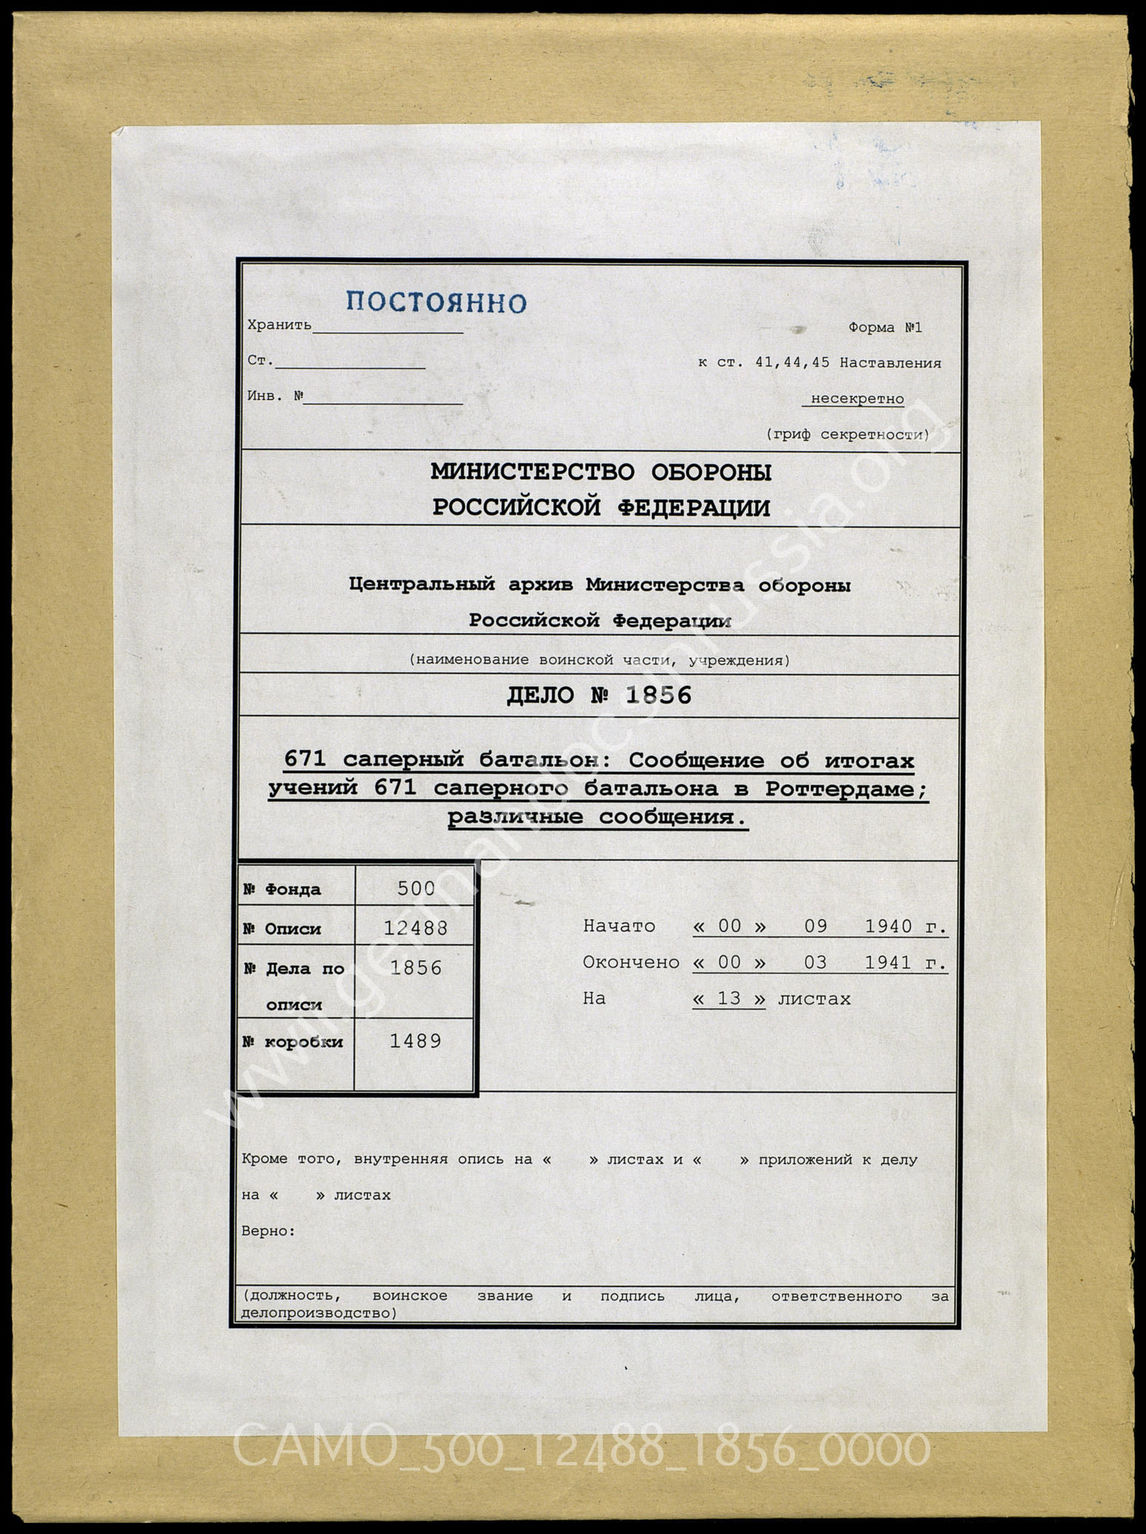 ПОСТОЯННО
Хранить
Форма №1
Ст.
к ст. 41,44,45 Наставления
Инв. №
несекретно
(гриф секретности)
МИНИСТЕРСТВО ОБОРОНЫ
РОССИЙСКОЙ ФЕДЕРАЦИИ
Центральный архив Министерства обороны
Российской Федерации
(наименование воинской части, учреждения)
ДЕЛО № 1856
671 саперный батальон: Сообщение об итогах
учений 671 саперного батальона в Роттердаме;
различные сообщения.
№ Фонда 500
№ Описи 12488
№ Дела по 1856
описи
№ коробки 1489
Начато « 00 » 09 1940 г.
Окончено « 00 » 03 1941 г.
На « 13 » листах
Кроме того, внутренняя опись на « » листах и « » приложений к делу
на « » листах
Верно:
(должность, воинское звание и подпись лица, ответственного за
делопроизводство)
www.germandocsinrussia.org
CAMO_500_12488_1856_0000